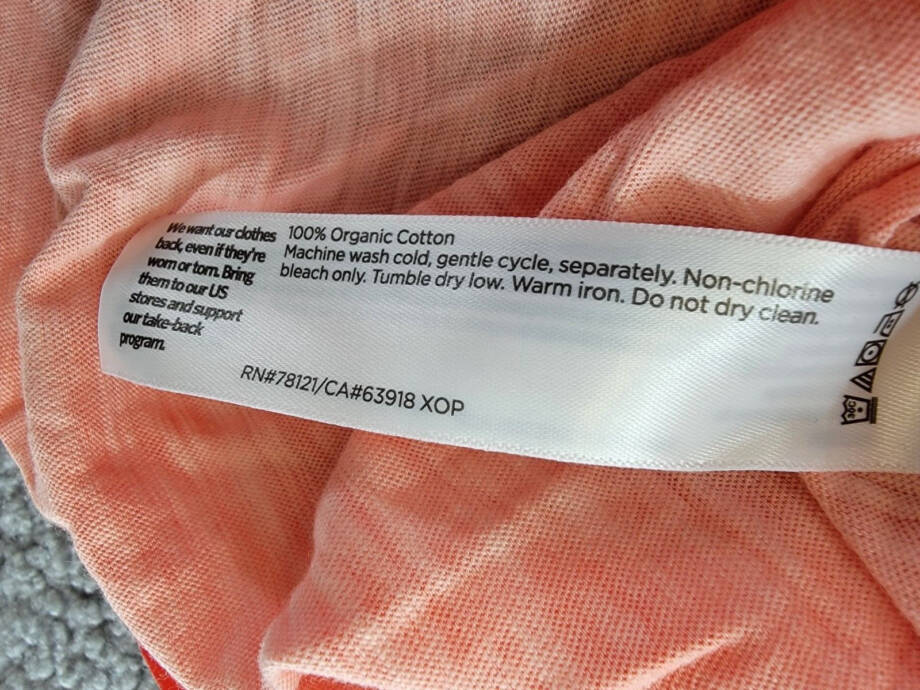 We want our clothes
back, even if they're
worn or torn. Bring
them to our US
stores and support
our take-back
program.
100% Organic Cotton
Machine wash cold, gentle cycle, separately. Non-chlorine
bleach only. Tumble dry low. Warm iron. Do not dry clean.
RN#78121/CA#63918 XOP
30C